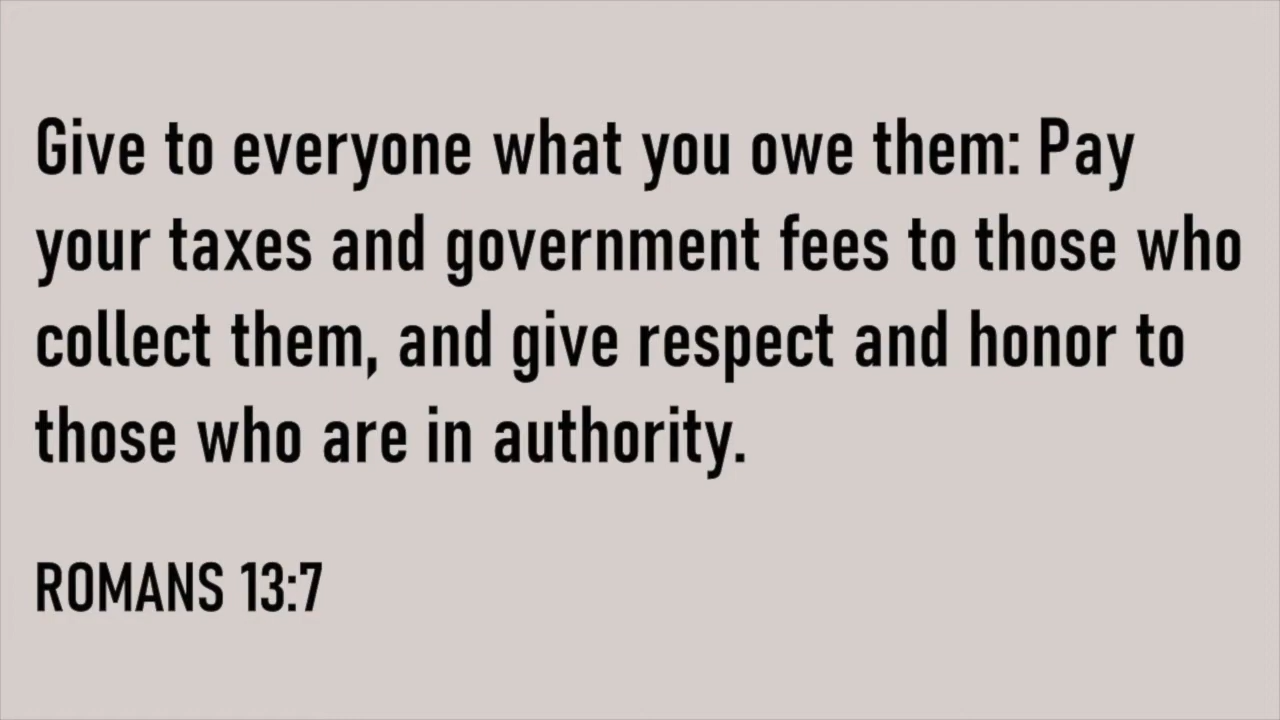 Give to everyone what you owe them: Pay
your taxes and government fees to those who
collect them, and give respect and honor to
those who are in authority.
ROMANS 13:7